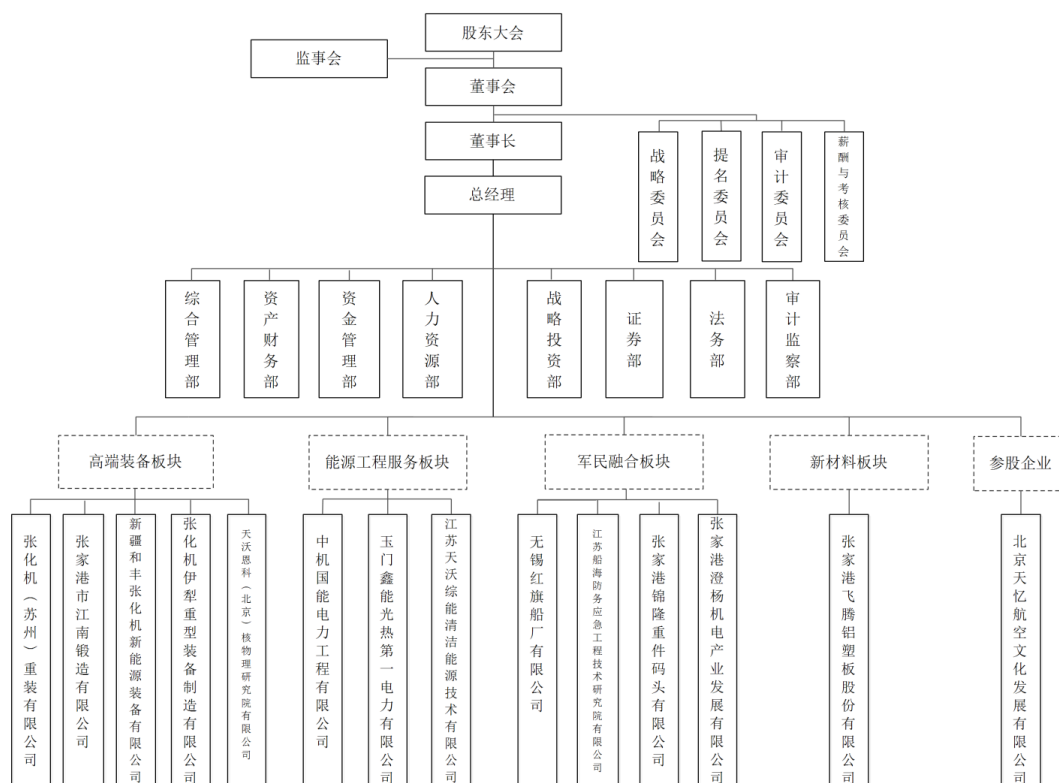 股东大会
监事会
董事会
董事长
总经理
战略委员会
提名委员会
审计委员会
薪酬与考核委员会
综合管理部
资产财务部
资金管理部
人力资源部
战略投资部
证券部
法务部
审计监察部
高端装备板块
能源工程服务板块
军民融合板块
新材料板块
参股企业
张化机（苏州）重装有限公司
张家港市江南锻造有限公司
新疆和丰张化机新能源装备有限公司
张化机伊犁重型装备制造有限公司
天沃恩科（北京）核物理研究院有限公司
中机国能电力工程有限公司
玉门鑫能光热第一电力有限公司
江苏天沃综能清洁能源技术有限公司
无锡红旗船厂有限公司
江苏船海防务应急工程技术研究院有限公司
张家港锦隆重件码头有限公司
张家港澄杨机电产业发展有限公司
张家港飞腾铝塑板股份有限公司
北京天忆航空文化发展有限公司